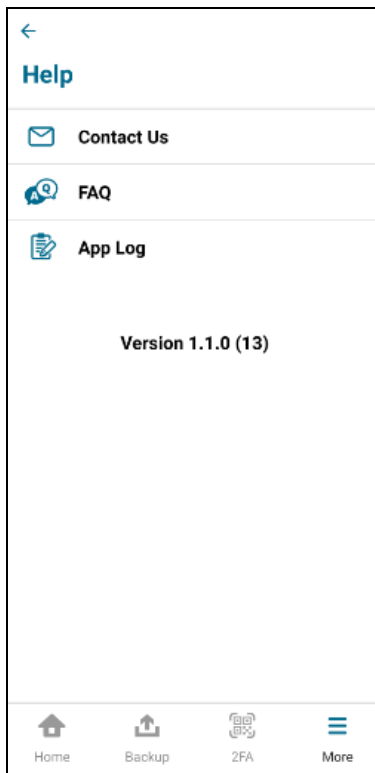 Help
Contact Us
A Q
FAQ
App Log
Version 1.1.0 (13)
Home Backup 2FA More